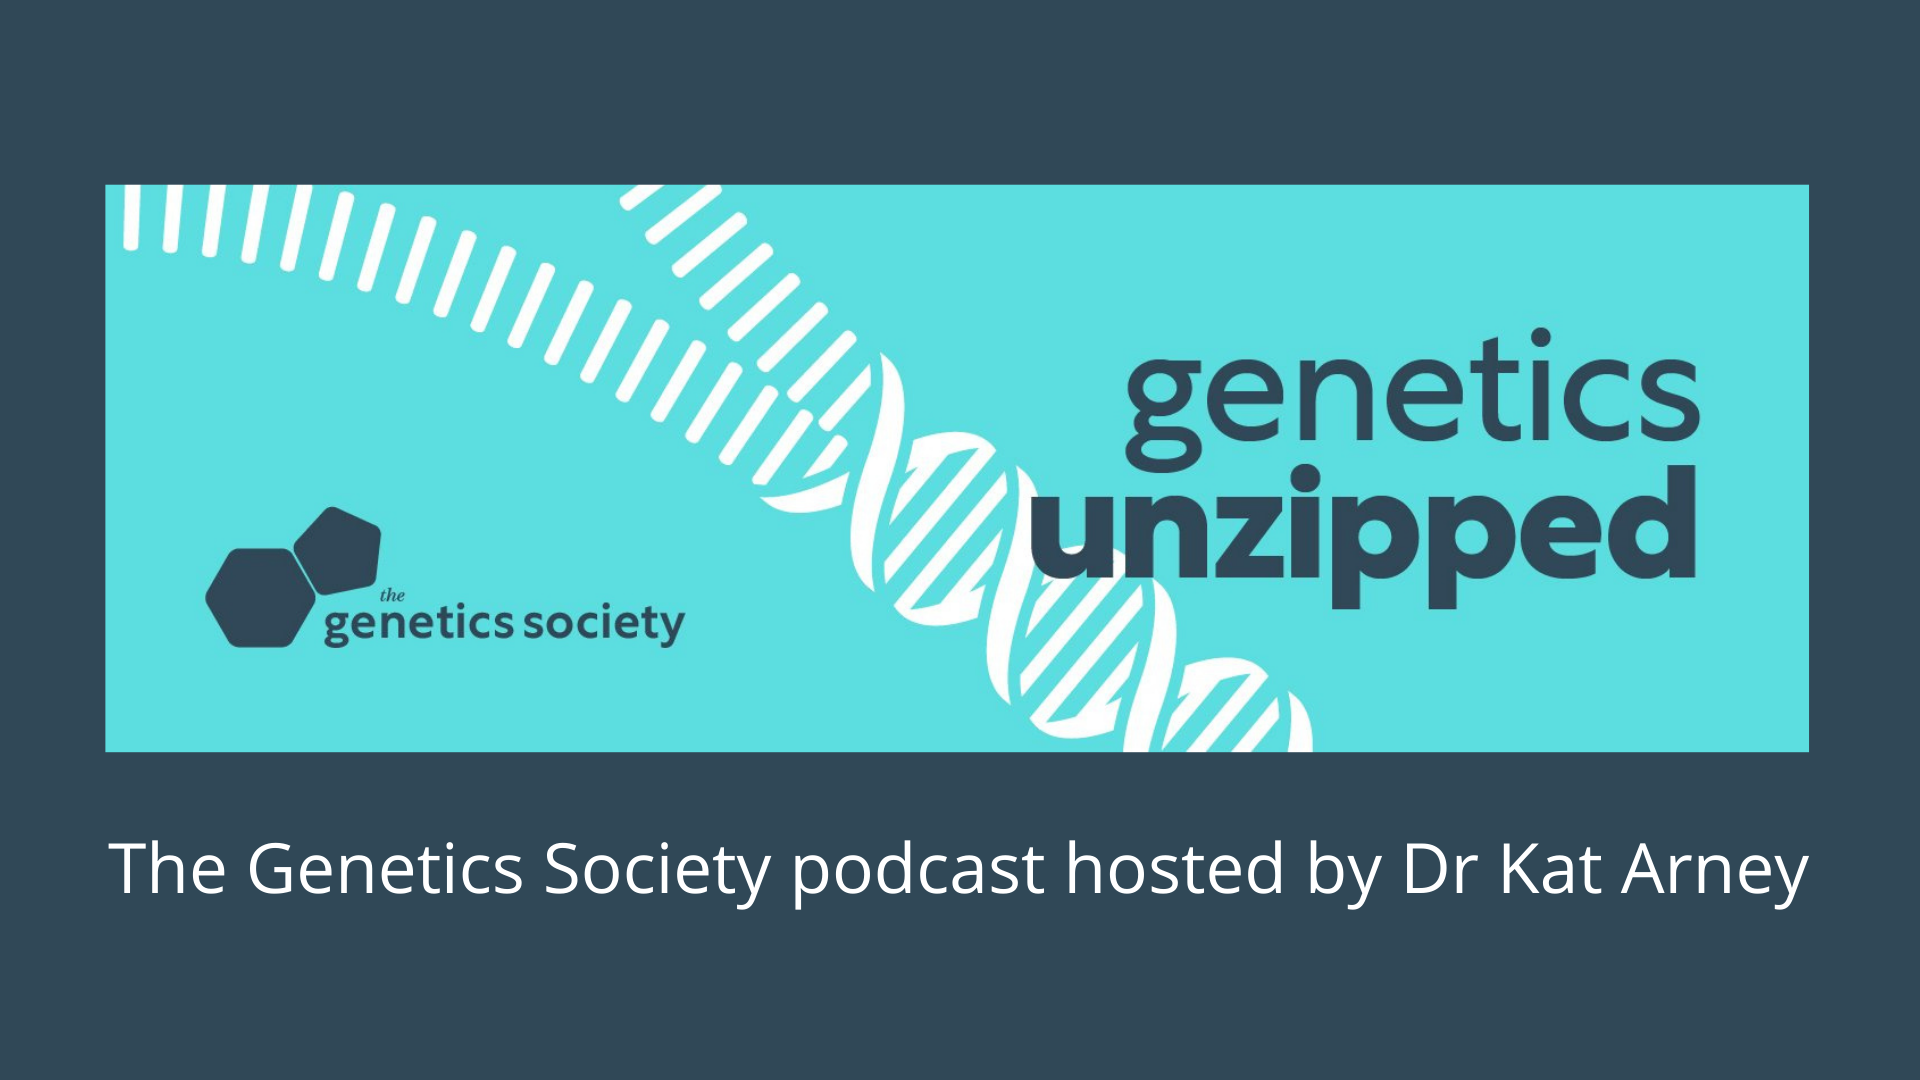 genetics
unzipped
the
genetics society
The Genetics Society podcast hosted by Dr Kat Arney